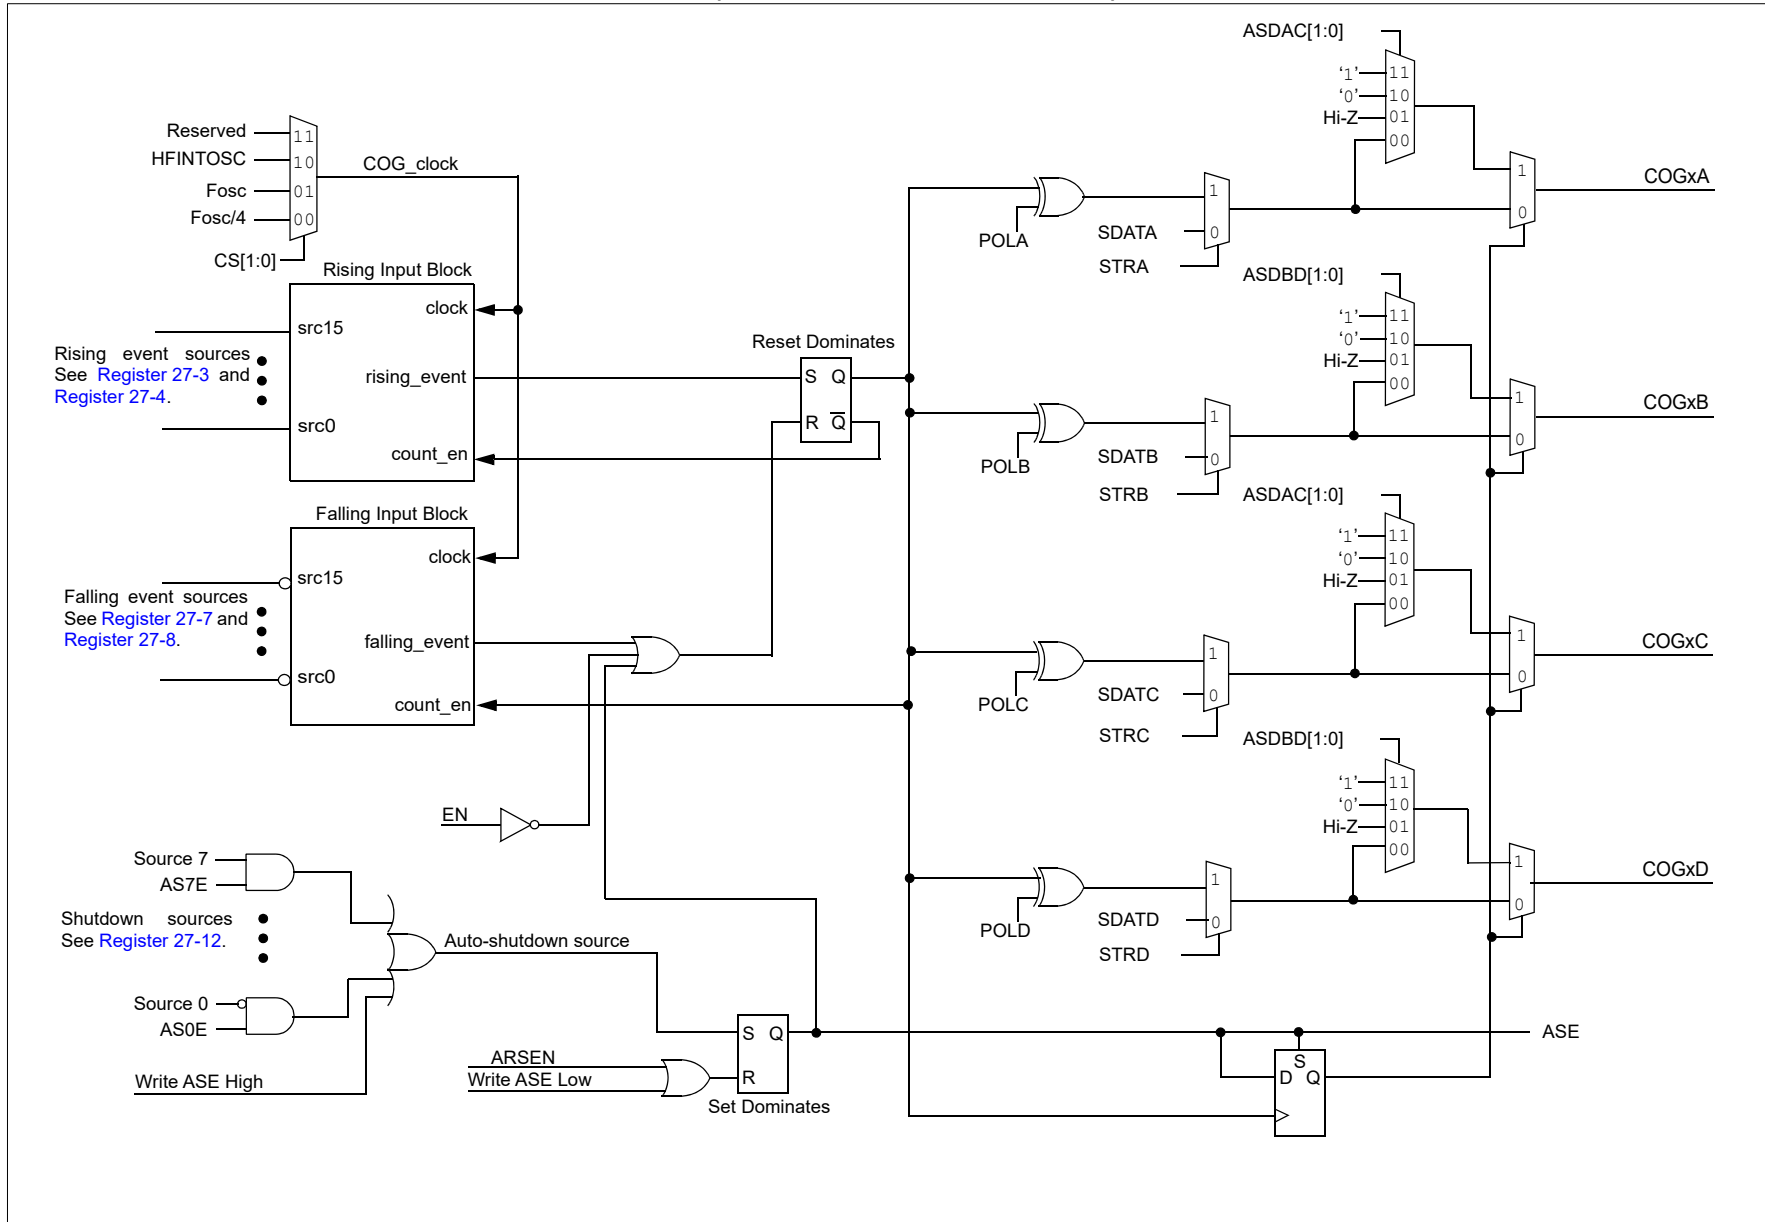 ASDAC[1:0]
‘1’ 11
‘0’ 10
Hi-Z 01
00
Reserved 11
HFINTOSC 10
Fosc 01
Fosc/4 00
COG_clock
CS[1:0]
1
0
COGxA
POLA
SDATA
1
0
STRA
Rising Input Block
clock
src15
Rising event sources
See Register 27-3 and
Register 27-4.
rising_event
src0
count_en
Reset Dominates
S Q
R Q
ASDBD[1:0]
‘1’ 11
‘0’ 10
Hi-Z 01
00
1
0
COGxB
POLB
SDATB
1
0
STRB
Falling Input Block
clock
src15
Falling event sources
See Register 27-7 and
Register 27-8.
falling_event
src0
count_en
ASDAC[1:0]
‘1’ 11
‘0’ 10
Hi-Z 01
00
1
0
COGxC
POLC
SDATC
1
0
STRC
EN
ASDBD[1:0]
‘1’ 11
‘0’ 10
Hi-Z 01
00
1
0
COGxD
POLD
SDATD
1
0
STRD
Source 7
AS7E
Shutdown sources
See Register 27-12.
Auto-shutdown source
Source 0
AS0E
Write ASE High
ARSEN
Write ASE Low
S Q
R
Set Dominates
ASE
S
D Q